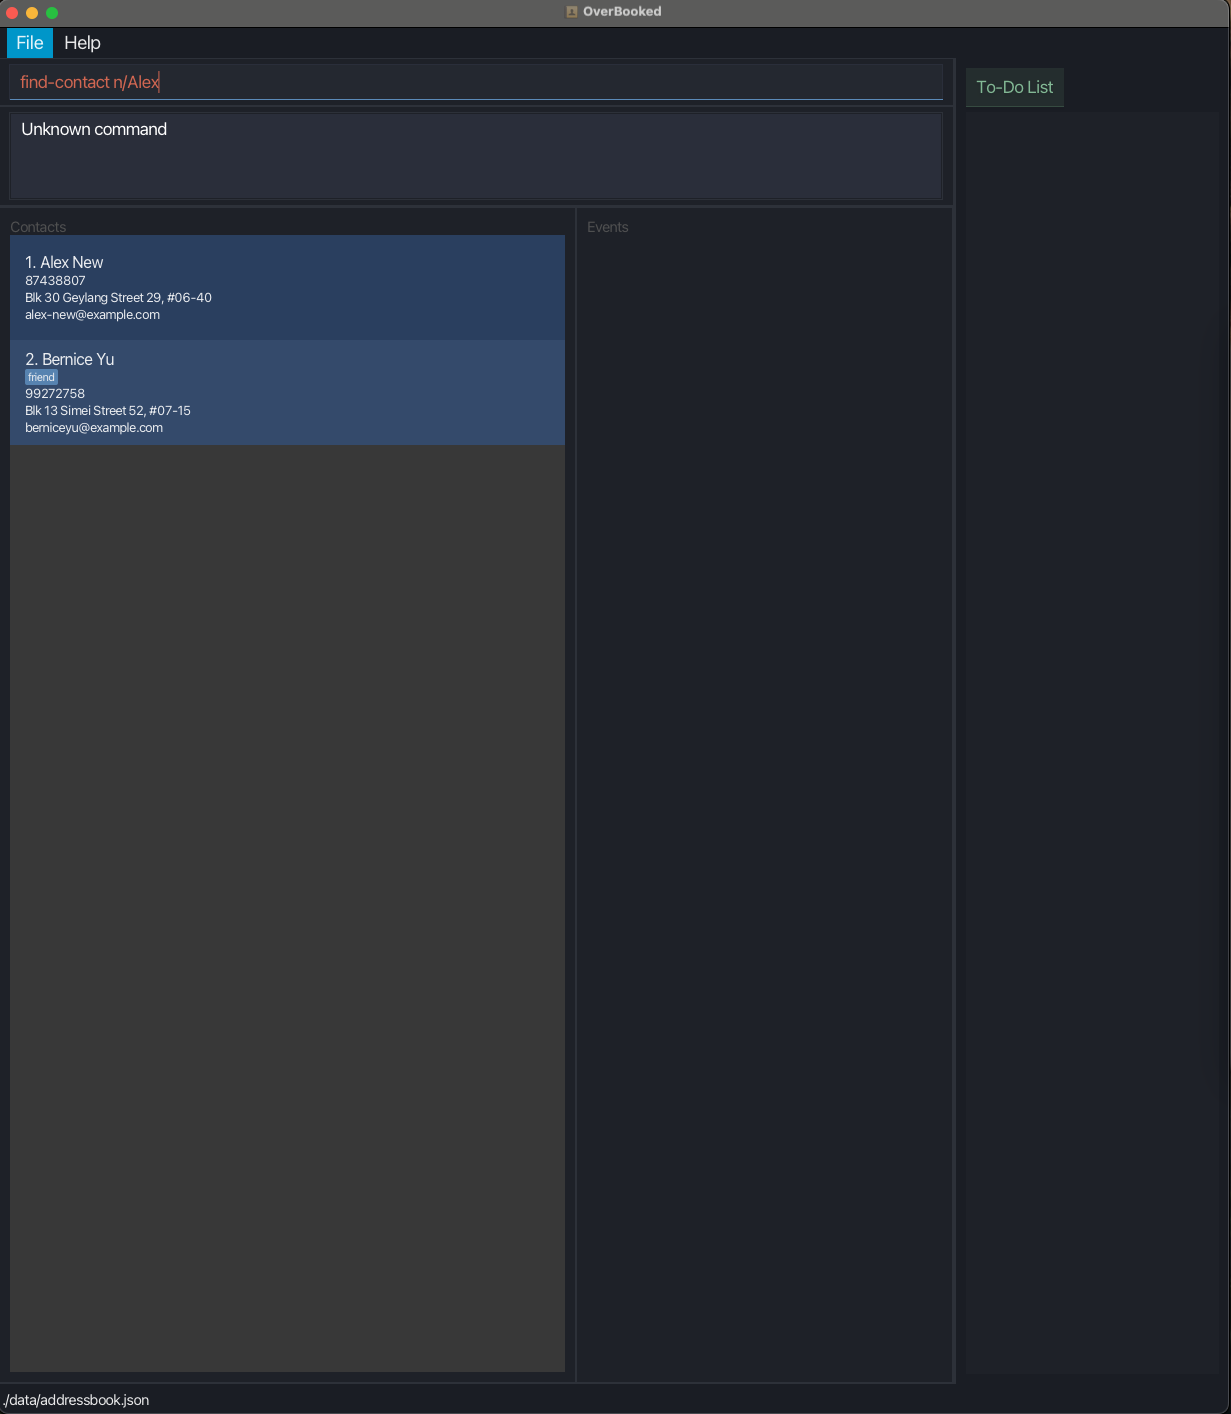 OverBooked
File Help
find-contact n/Alex
To-Do List
Unknown command
Contacts
Events
1. Alex New
87438807
Blk 30 Geylang Street 29, #06-40
alex-new@example.com
2. Bernice Yu
friend
99272758
Blk 13 Simei Street 52, #07-15
berniceyu@example.com
./data/addressbook.json